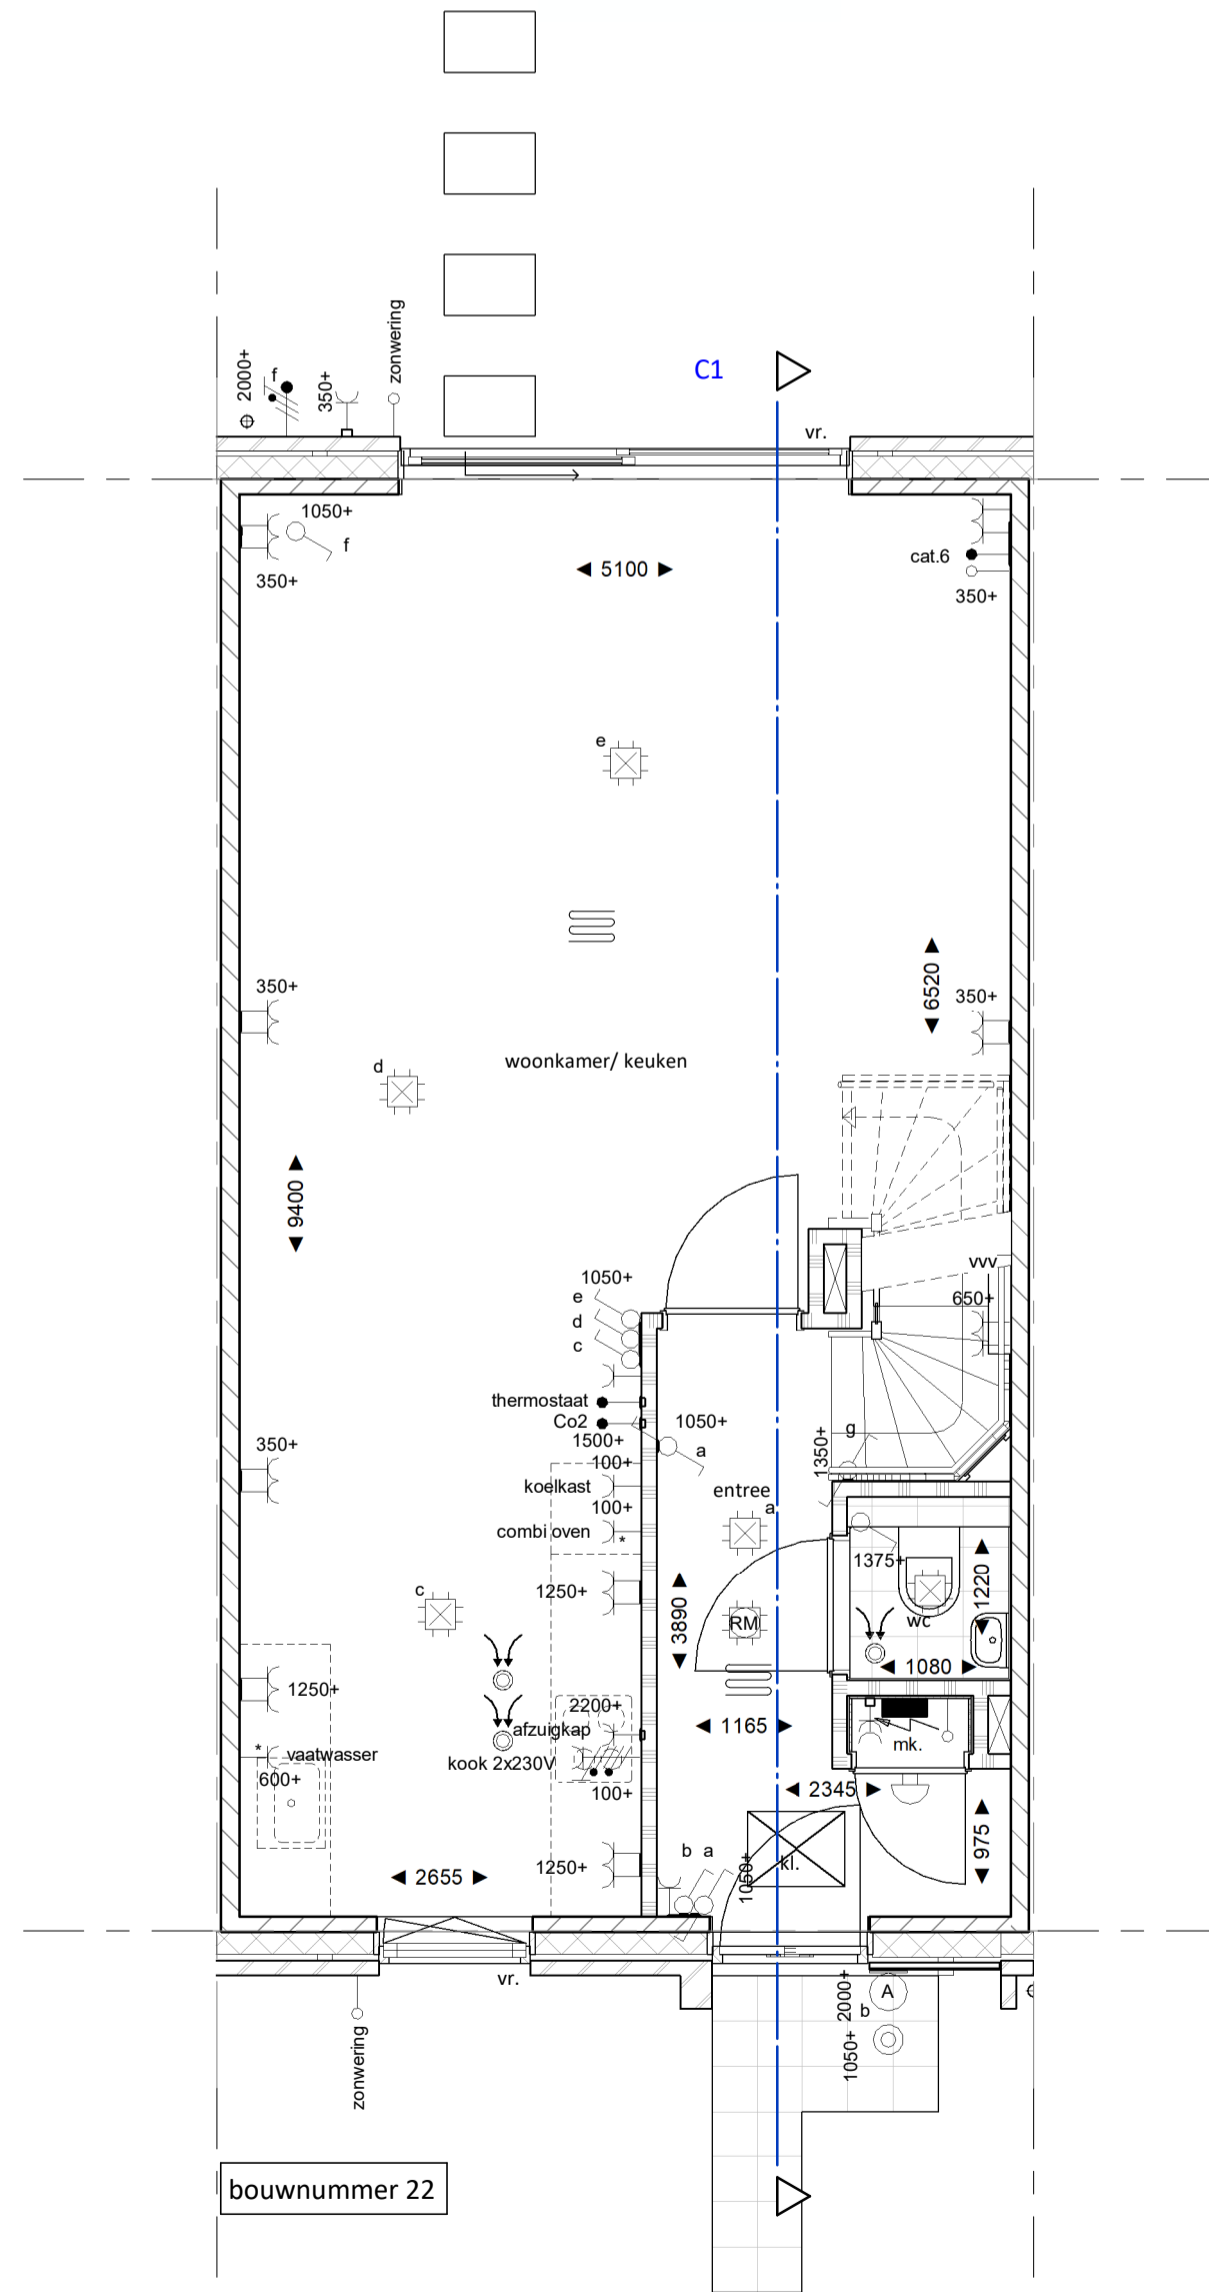 zonwering
2000+
f
350+
C1
vr.
1050+
f
350+
5100
cat.6
350+
e
350+
6520
350+
woonkamer/ keuken
d
9400
vvv
650+
1050+
e
d
c
thermostaat
Co2
1500+
1050+
a
100+
350+
koelkast
100+
combi oven
*
entree
a
1350+
g
1375+
1220
wc
1080
1250+
c
3890
RM
1250+
2200+
afzuigkap
kook 2x230V
100+
* vaatwasser
600+
1165
mk.
2345
975
2655
1250+
b a
1050+
kl.
vr.
zonwering
2000+
A
b
1050+
bouwnummer 22